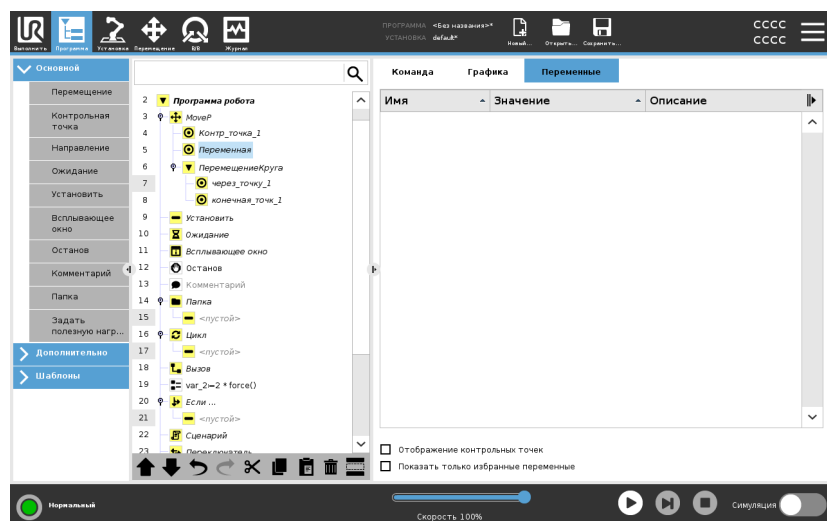 ПРОГРАММА <Без названия>*
УСТАНОВКА default*
Выполнить Программа Установка Перемещение В/В Журнал
Новый... Открыть... Сохранить...
CCCC
CCCC
Основной
Перемещение
Контрольная
точка
Направление
Ожидание
Установить
Всплывающее
окно
Останов
Комментарий
Папка
Задать
полезную нагр...
Дополнительно
Шаблоны
2 Программа робота
3 MoveP
4 Контр_точка_1
5 Переменная
6 ПеремещениеКруга
7 через_точку_1
8 конечная_точк_1
9 Установить
10 Ожидание
11 Всплывающее окно
12 Останов
13 Комментарий
14 Папка
15 <пустой>
16 Цикл
17 <пустой>
18 Вызов
19 var_2≔2 * force()
20 Если ...
21 <пустой>
22 Сценарий
23 Переключатель
Команда Графика Переменные
Имя Значение Описание
Отображение контрольных точек
Показать только избранные переменные
Нормальный
Скорость 100%
Симуляция